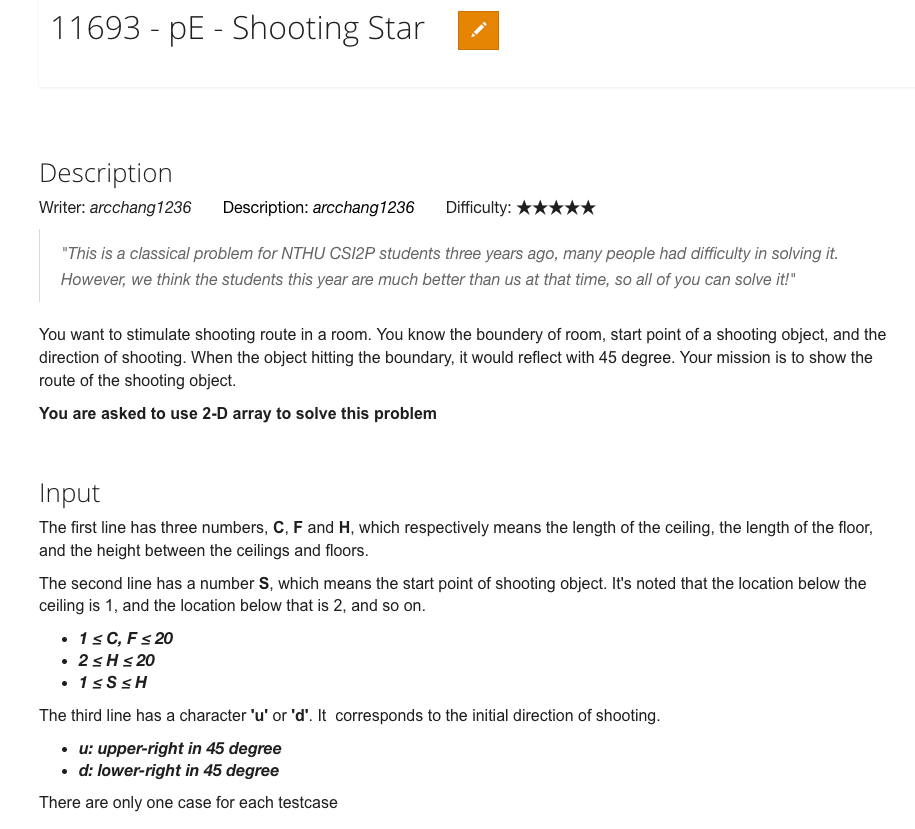 11693 - pE - Shooting Star
Description
Writer: arcchang1236 Description: arcchang1236 Difficulty: ★★★★★
"This is a classical problem for NTHU CSI2P students three years ago, many people had difficulty in solving it.
However, we think the students this year are much better than us at that time, so all of you can solve it!"
You want to stimulate shooting route in a room. You know the boundery of room, start point of a shooting object, and the
direction of shooting. When the object hitting the boundary, it would reflect with 45 degree. Your mission is to show the
route of the shooting object.
You are asked to use 2-D array to solve this problem
Input
The first line has three numbers, C, F and H, which respectively means the length of the ceiling, the length of the floor,
and the height between the ceilings and floors.
The second line has a number S, which means the start point of shooting object. It's noted that the location below the
ceiling is 1, and the location below that is 2, and so on.
• 1 ≤ C, F ≤ 20
• 2 ≤ H ≤ 20
• 1 ≤ S ≤ H
The third line has a character 'u' or 'd'. It corresponds to the initial direction of shooting.
• u: upper-right in 45 degree
• d: lower-right in 45 degree
There are only one case for each testcase